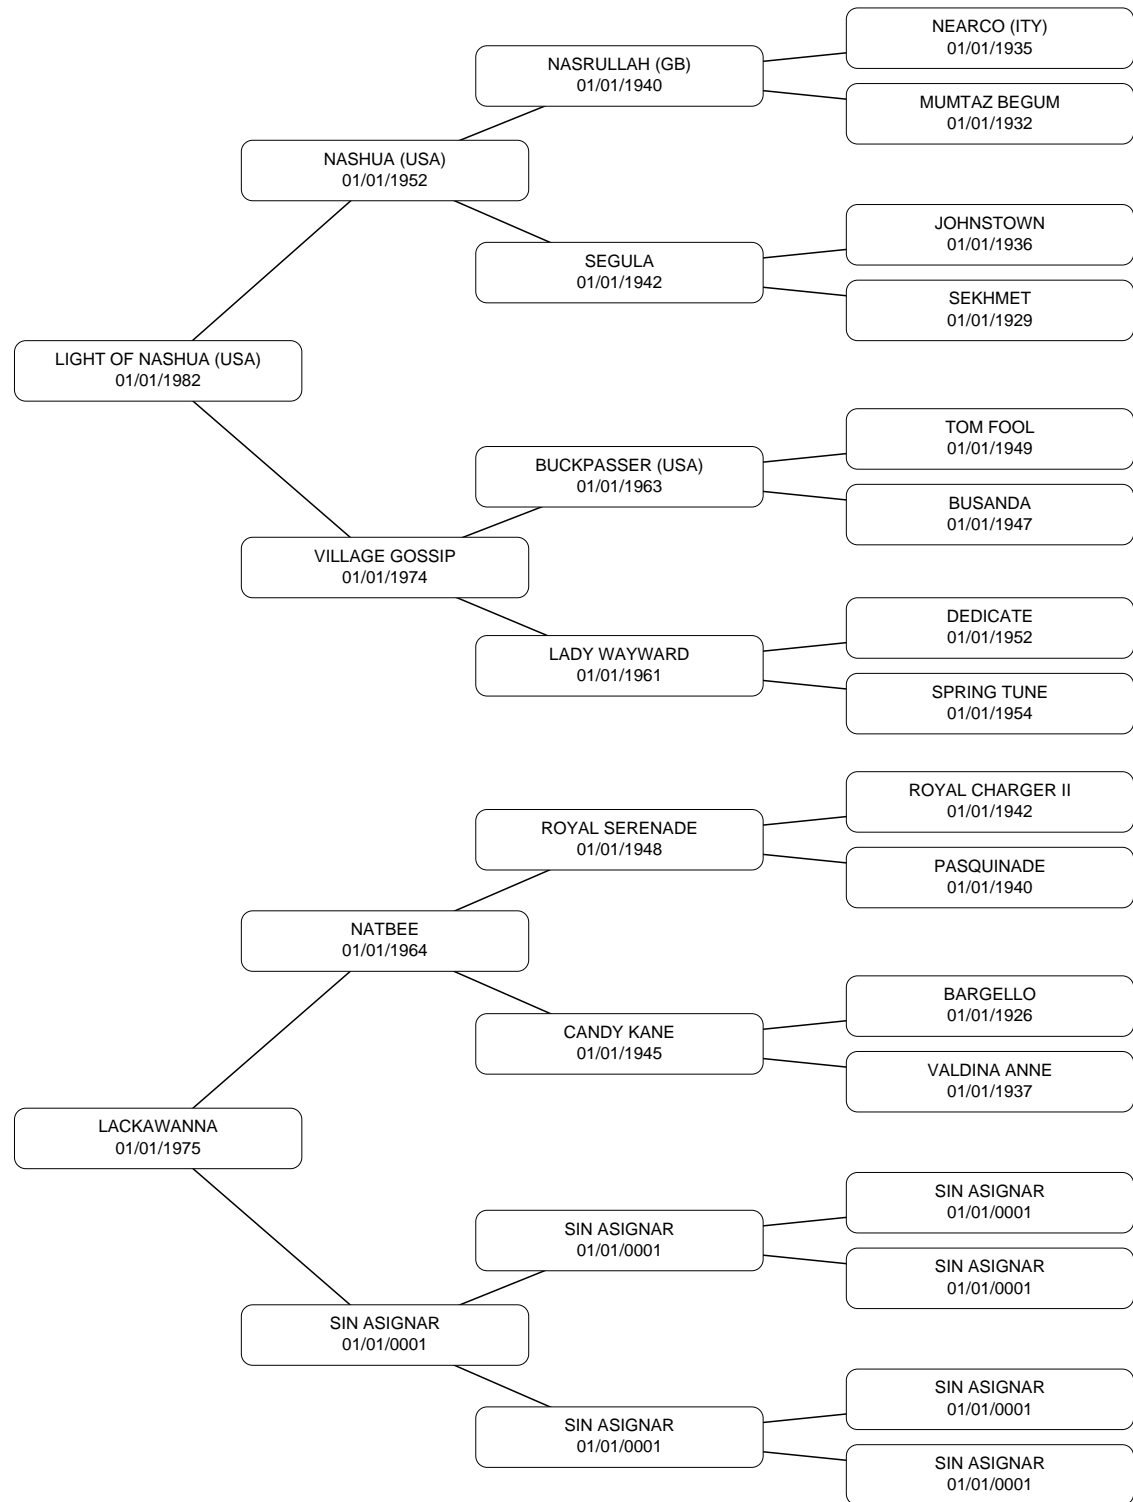 NEARCO (ITY)
01/01/1935
NASRULLAH (GB)
01/01/1940
MUMTAZ BEGUM
01/01/1932
NASHUA (USA)
01/01/1952
JOHNSTOWN
01/01/1936
SEGULA
01/01/1942
SEKHMET
01/01/1929
LIGHT OF NASHUA (USA)
01/01/1982
TOM FOOL
01/01/1949
BUCKPASSER (USA)
01/01/1963
BUSANDA
01/01/1947
VILLAGE GOSSIP
01/01/1974
DEDICATE
01/01/1952
LADY WAYWARD
01/01/1961
SPRING TUNE
01/01/1954
ROYAL CHARGER II
01/01/1942
ROYAL SERENADE
01/01/1948
PASQUINADE
01/01/1940
NATBEE
01/01/1964
BARGELLO
01/01/1926
CANDY KANE
01/01/1945
VALDINA ANNE
01/01/1937
LACKAWANNA
01/01/1975
SIN ASIGNAR
01/01/0001
SIN ASIGNAR
01/01/0001
SIN ASIGNAR
01/01/0001
SIN ASIGNAR
01/01/0001
SIN ASIGNAR
01/01/0001
SIN ASIGNAR
01/01/0001
SIN ASIGNAR
01/01/0001